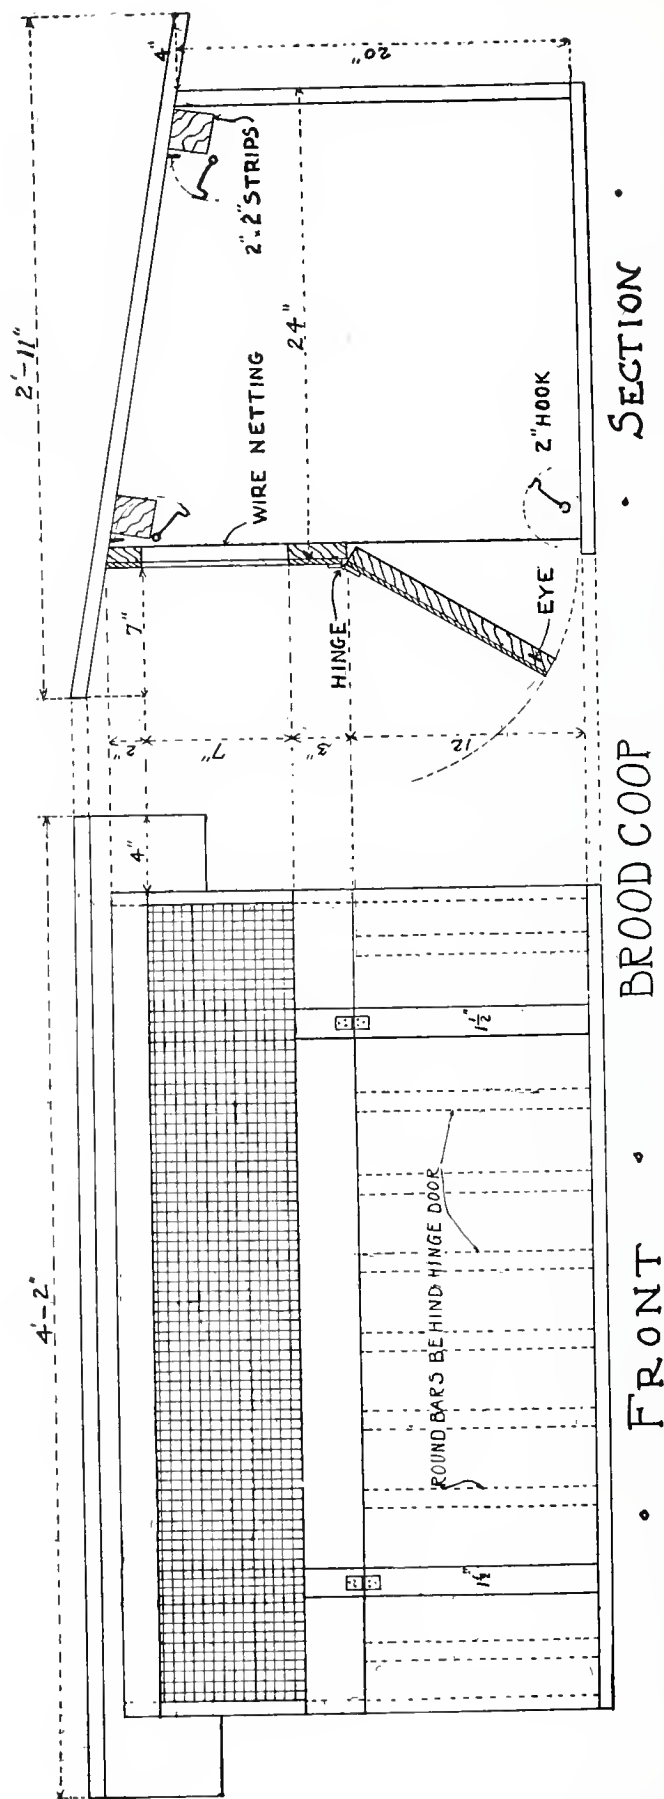 4'-2"
4"
2"
7"
3"
12
1½"
1½"
ROUND BARS BEHIND HINGE DOOR
2'-11"
4"
20"
7"
2"x2" STRIPS
WIRE NETTING
24"
HINGE
EYE
2" HOOK
BROOD COOP
• FRONT • • SECTION •